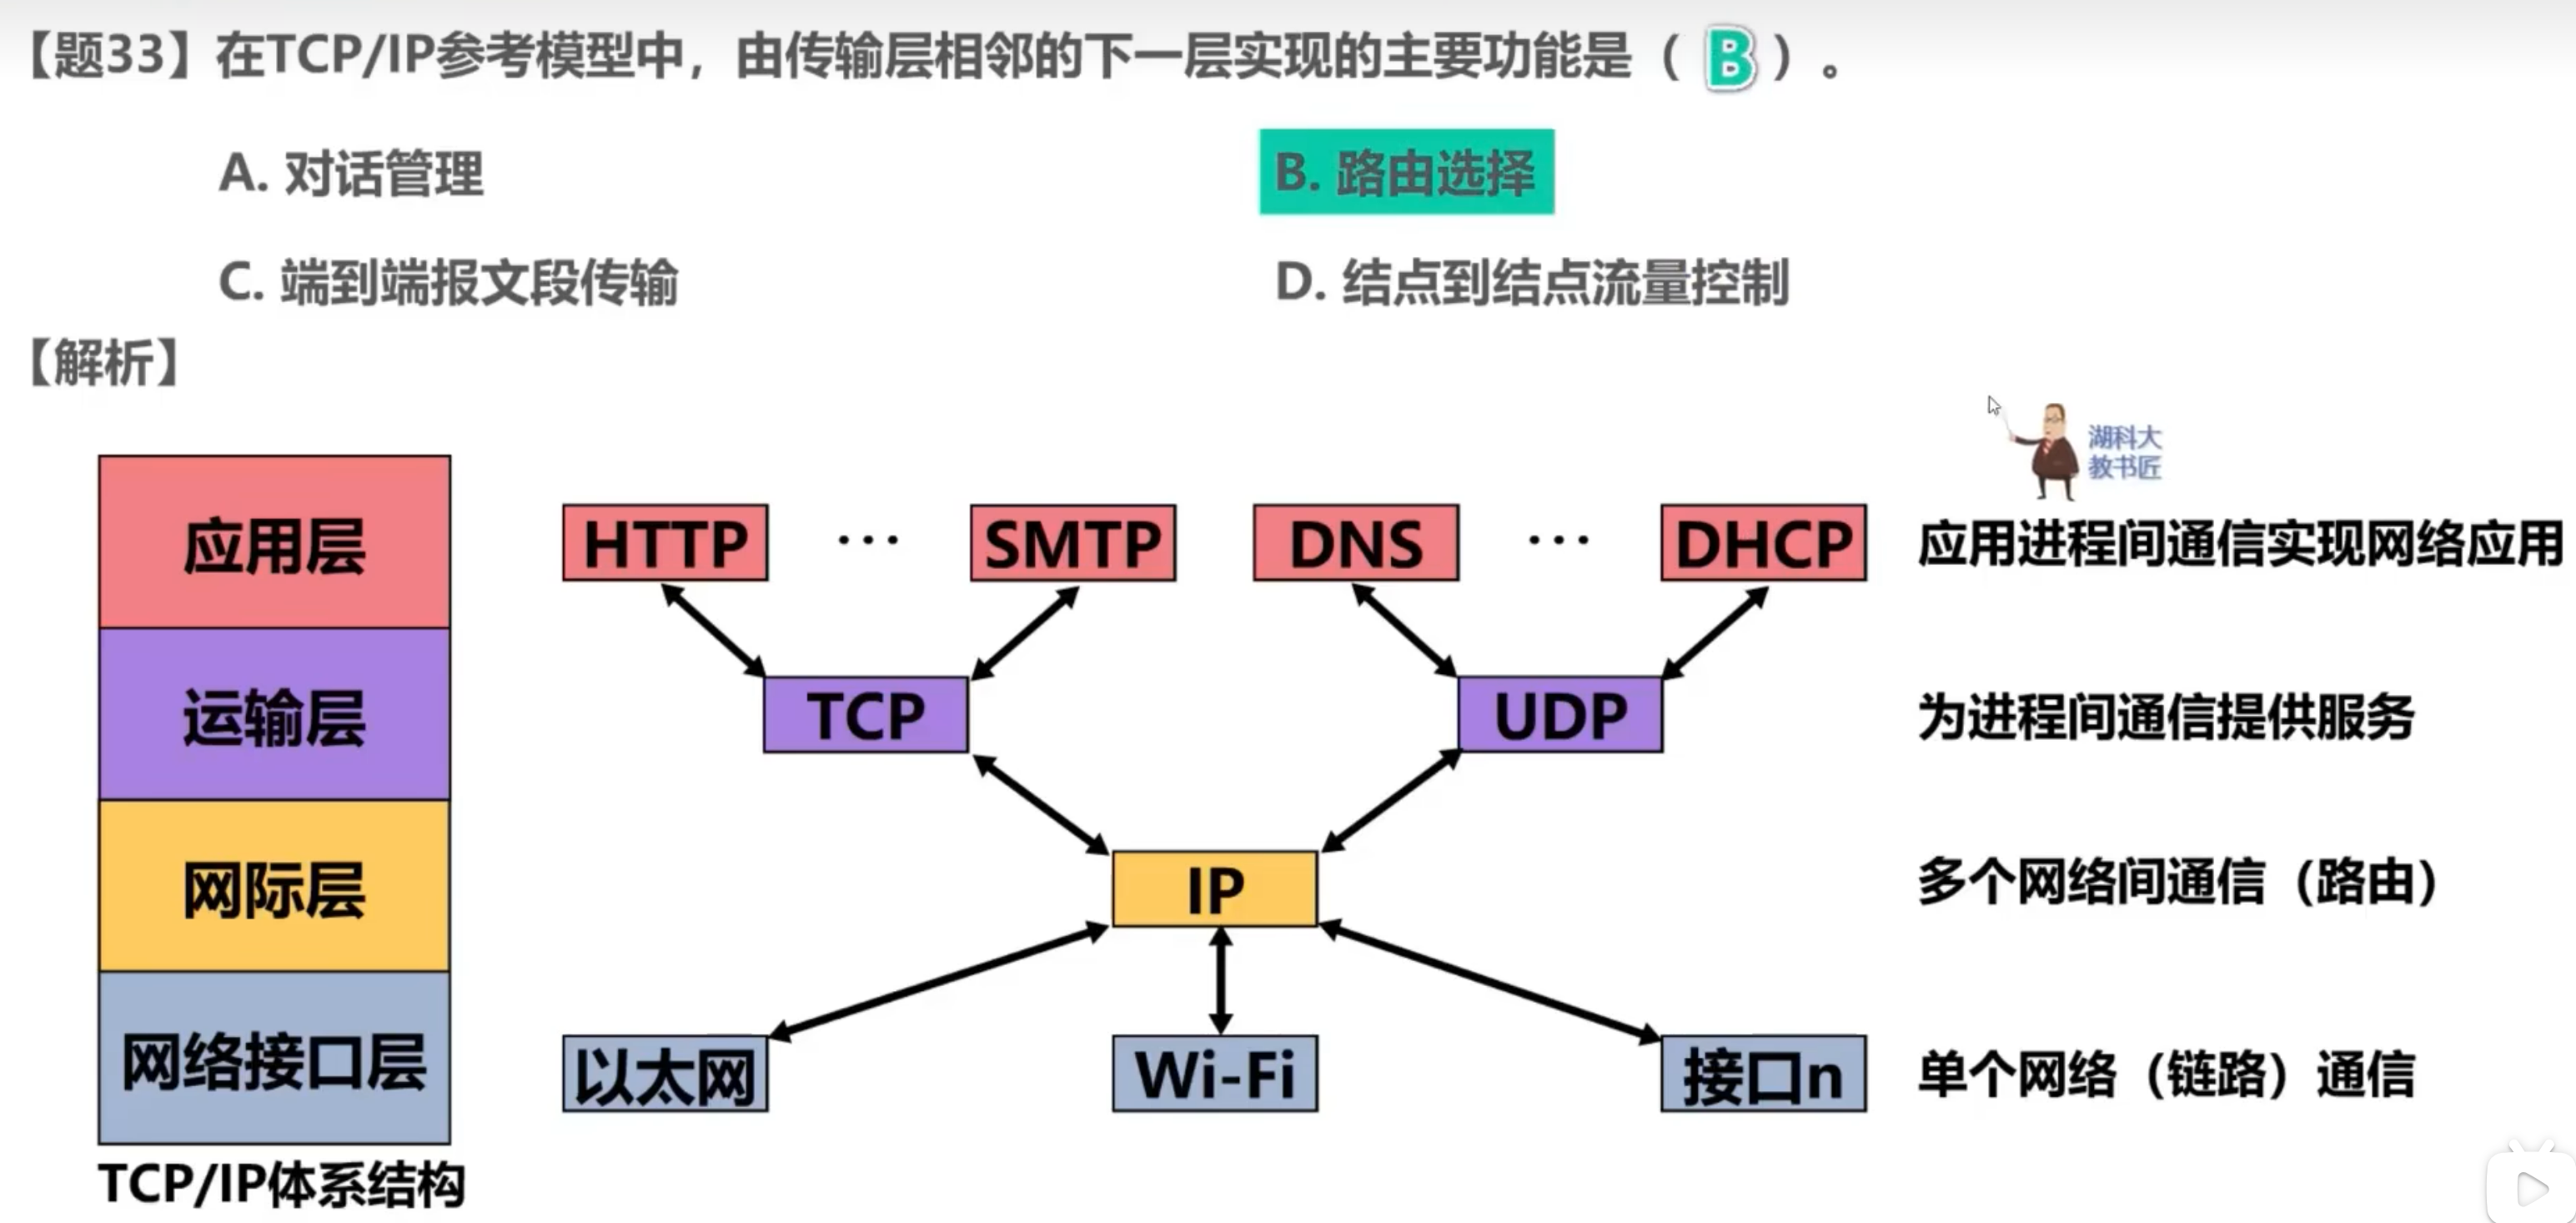 【题33】在TCP/IP参考模型中，由传输层相邻的下一层实现的主要功能是（ B ）。
A. 对话管理
B. 路由选择
C. 端到端报文段传输
D. 结点到结点流量控制
【解析】
湖科大
教书匠
应用层
HTTP
···
SMTP
DNS
···
DHCP
应用进程间通信实现网络应用
运输层
TCP
UDP
为进程间通信提供服务
网际层
IP
多个网络间通信（路由）
网络接口层
以太网
Wi-Fi
接口n
单个网络（链路）通信
TCP/IP体系结构